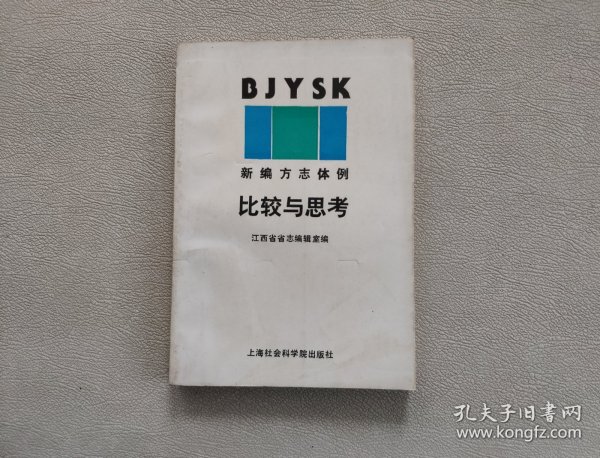 BJYSK
新编方志体例
比较与思考
江西省省志编辑室编
上海社会科学院出版社
孔夫子旧书网
www.kongfz.com